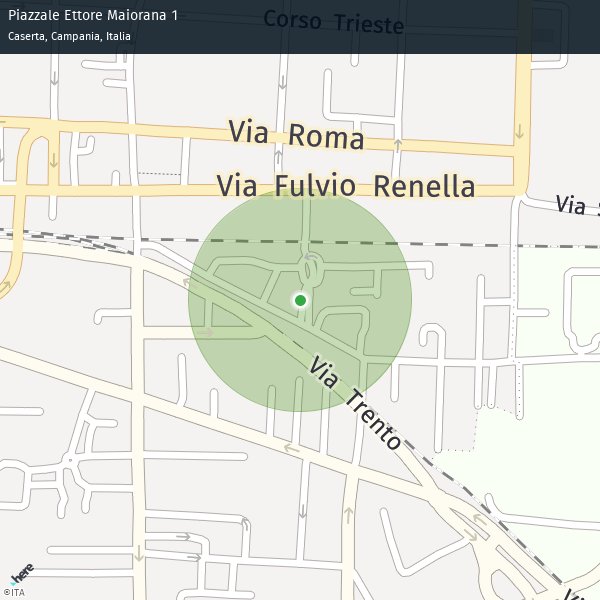 Piazzale Ettore Maiorana 1
Caserta, Campania, Italia
Corso Trieste
Via Roma
Via Fulvio Renella
Via S
Via Trento
Vi
here
©ITA